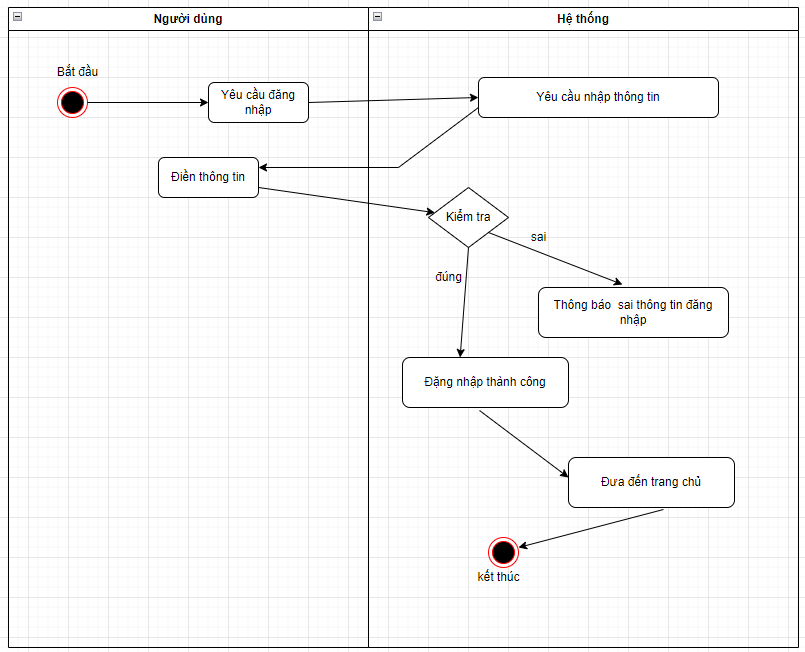 Người dùng
Hệ thống
Bắt đầu
Yêu cầu đăng
nhập
Yêu cầu nhập thông tin
Điền thông tin
Kiểm tra
sai
đúng
Thông báo  sai thông tin đăng
nhập
Đặng nhập thành công
Đưa đến trang chủ
kết thúc